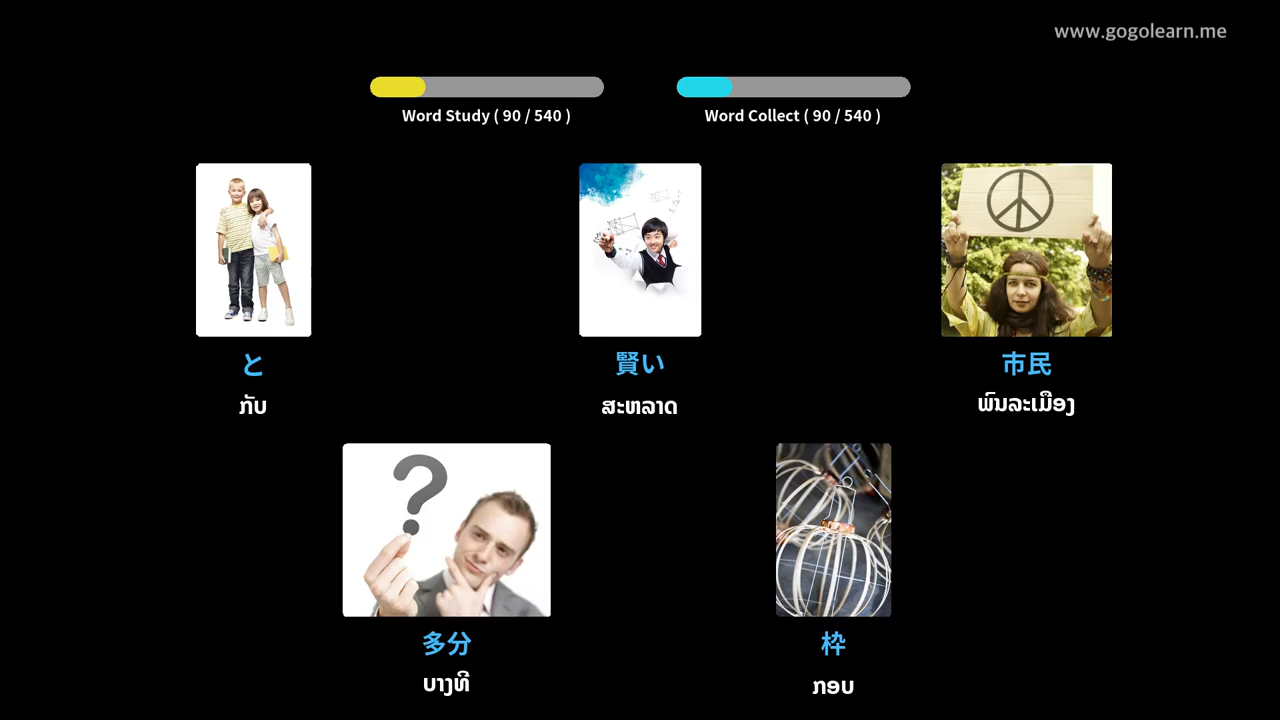 www.gogolearn.me
Word Study ( 90 / 540 )
Word Collect ( 90 / 540 )
と
ກັບ
賢い
ສະຫລາດ
市民
ພົນລະເມືອງ
多分
ບາງທີ
枠
ກອບ